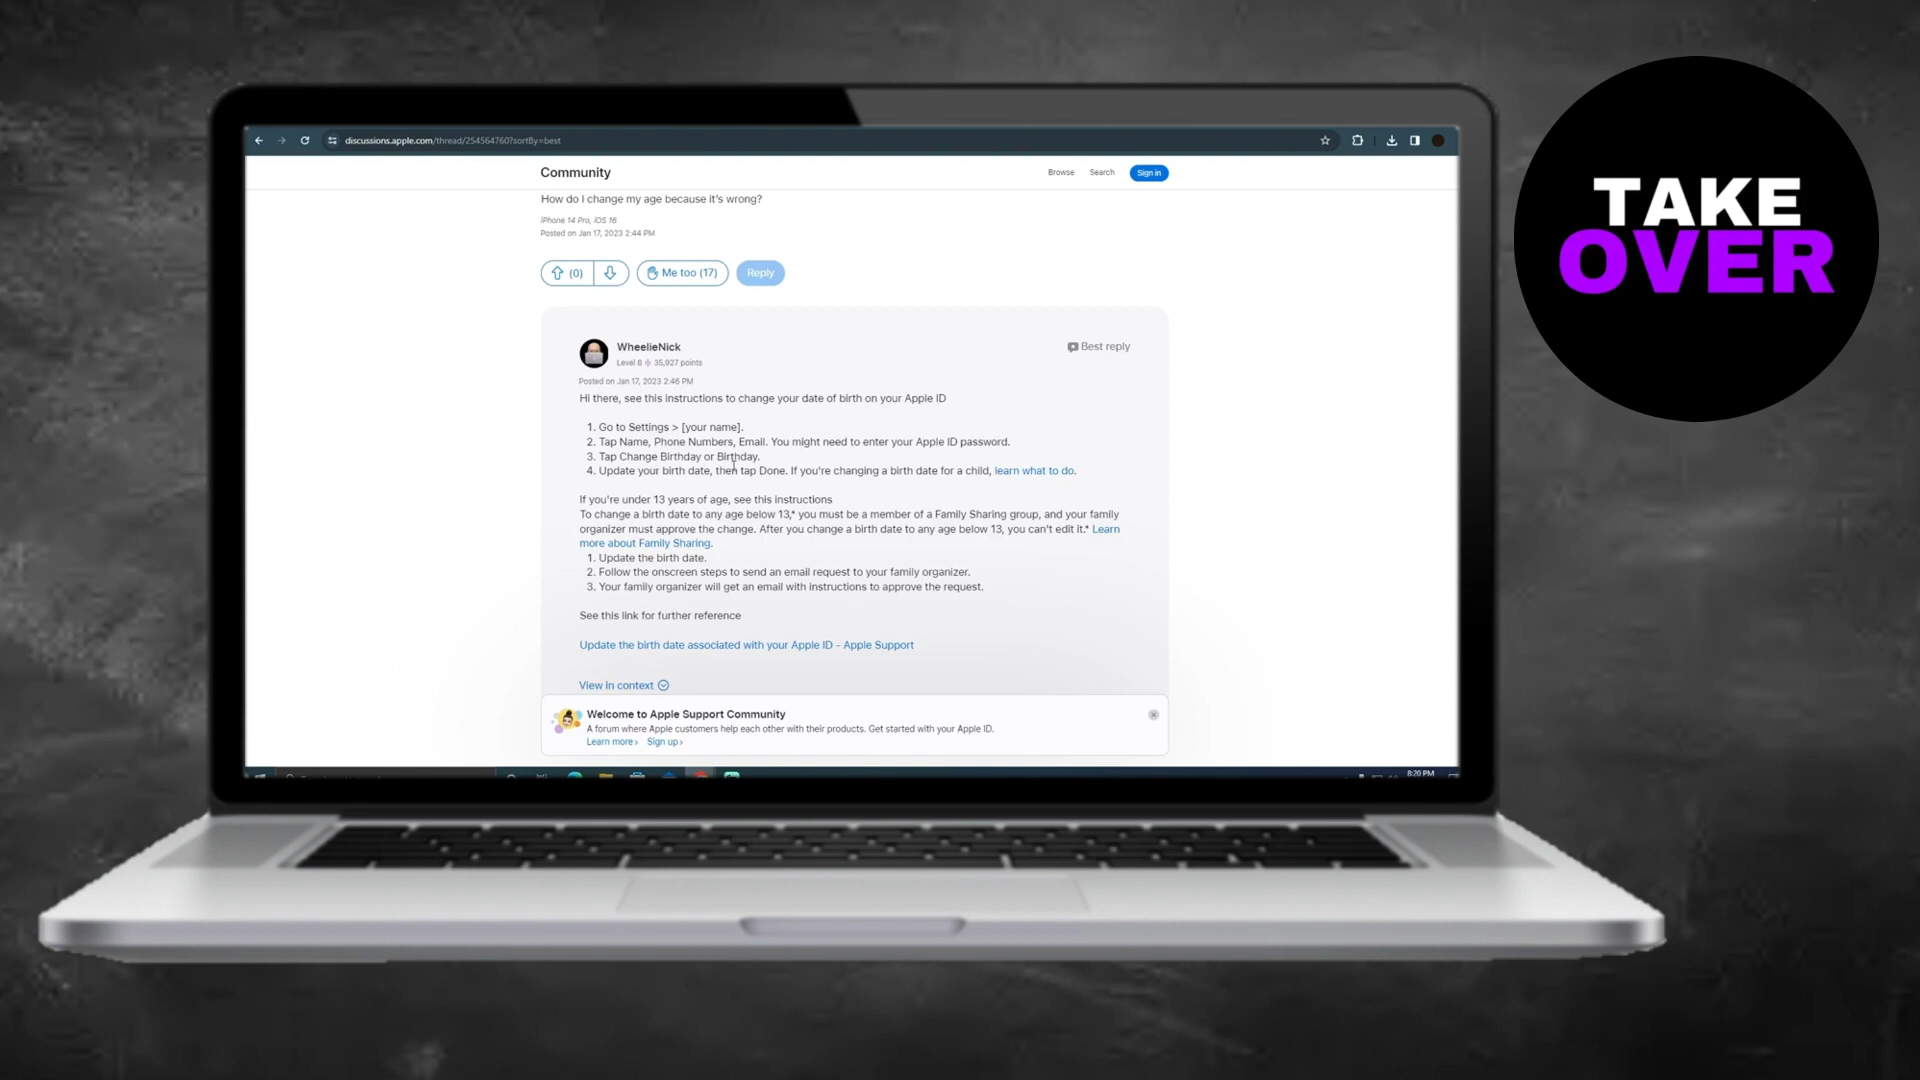 discussions.apple.com/thread/254564760?sortBy=best
Community
Browse
Search
Sign in
How do I change my age because it's wrong?
iPhone 14 Pro, iOS 16
Posted on Jan 17, 2023 2:44 PM
(0)
Me too (17)
Reply
WheelieNick
Level 8 35,927 points
Best reply
Posted on Jan 17, 2023 2:46 PM
Hi there, see this instructions to change your date of birth on your Apple ID
1. Go to Settings > [your name].
2. Tap Name, Phone Numbers, Email. You might need to enter your Apple ID password.
3. Tap Change Birthday or Birthday.
4. Update your birth date, then tap Done. If you're changing a birth date for a child, learn what to do.
If you're under 13 years of age, see this instructions
To change a birth date to any age below 13,* you must be a member of a Family Sharing group, and your family
organizer must approve the change. After you change a birth date to any age below 13, you can't edit it.* Learn
more about Family Sharing.
1. Update the birth date.
2. Follow the onscreen steps to send an email request to your family organizer.
3. Your family organizer will get an email with instructions to approve the request.
See this link for further reference
Update the birth date associated with your Apple ID - Apple Support
View in context
Welcome to Apple Support Community
A forum where Apple customers help each other with their products. Get started with your Apple ID.
Learn more› Sign up›
8:20 PM
TAKE
OVER